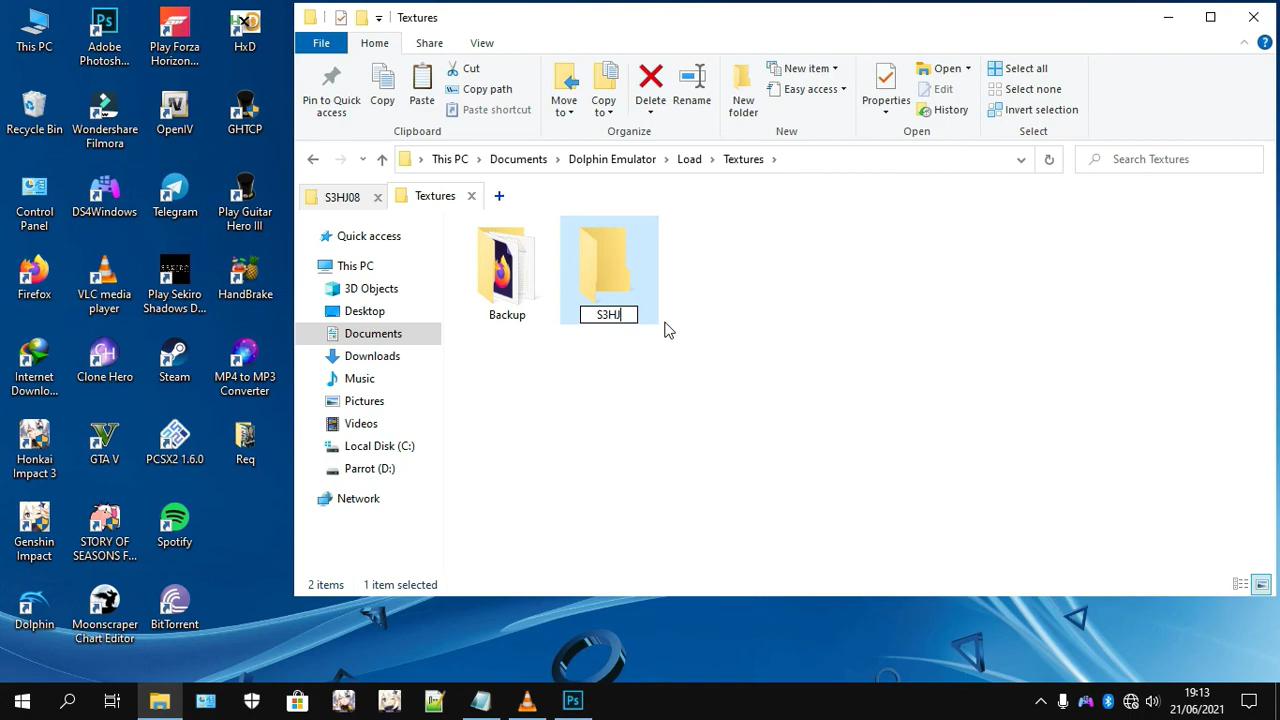 Textures
File
Home
Share
View
Pin to Quick
access
Copy
Paste
Cut
Copy path
Paste shortcut
Clipboard
Move
to
Copy
to
Delete
Rename
Organize
New
folder
New item
Easy access
New
Properties
Open
Edit
History
Open
Select all
Select none
Invert selection
Select
This PC
Documents
Dolphin Emulator
Load
Textures
Search Textures
S3HJ08
Textures
Quick access
This PC
3D Objects
Desktop
Documents
Downloads
Music
Pictures
Videos
Local Disk (C:)
Parrot (D:)
Network
Backup
S3HJ
2 items
1 item selected
This PC
Adobe
Photosh...
Play Forza
Horizon...
HxD
Recycle Bin
Wondershare
Filmora
OpenIV
GHTCP
Control
Panel
DS4Windows
Telegram
Play Guitar
Hero III
Firefox
VLC media
player
Play Sekiro
Shadows D...
HandBrake
Internet
Downlo...
Clone Hero
Steam
MP4 to MP3
Converter
Honkai
Impact 3
GTA V
PCSX2 1.6.0
Req
Genshin
Impact
STORY OF
SEASONS F...
Spotify
Dolphin
Moonscraper
Chart Editor
BitTorrent
19:13
21/06/2021